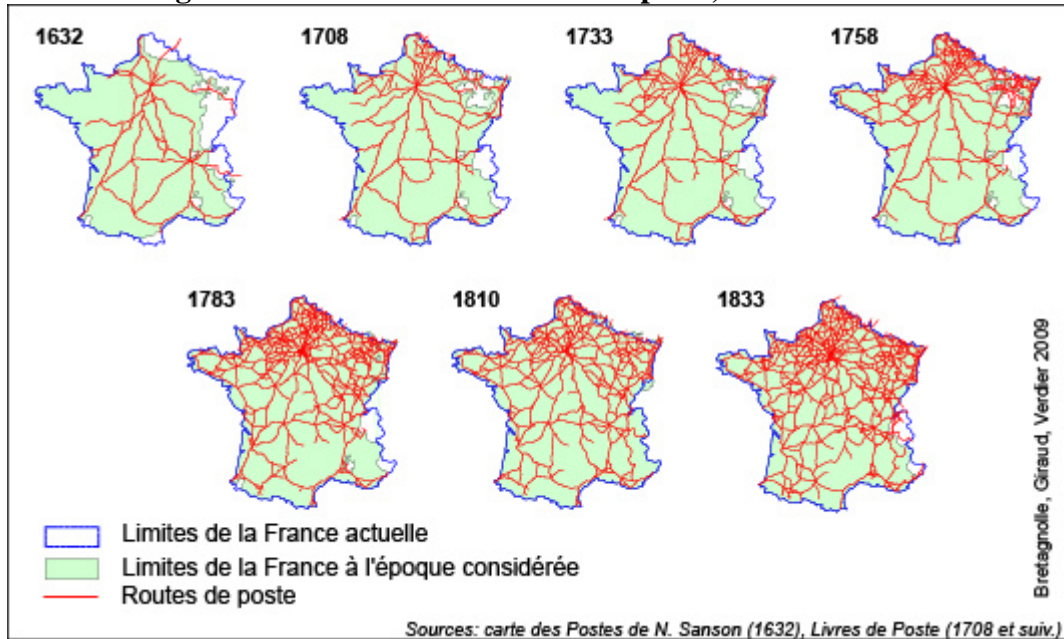 1632
1708
1733
1758
1783
1810
1833
Limites de la France actuelle
Limites de la France à l'époque considérée
Routes de poste
Bretagnolle, Giraud, Verdier 2009
Sources: carte des Postes de N. Sanson (1632), Livres de Poste (1708 et suiv.)